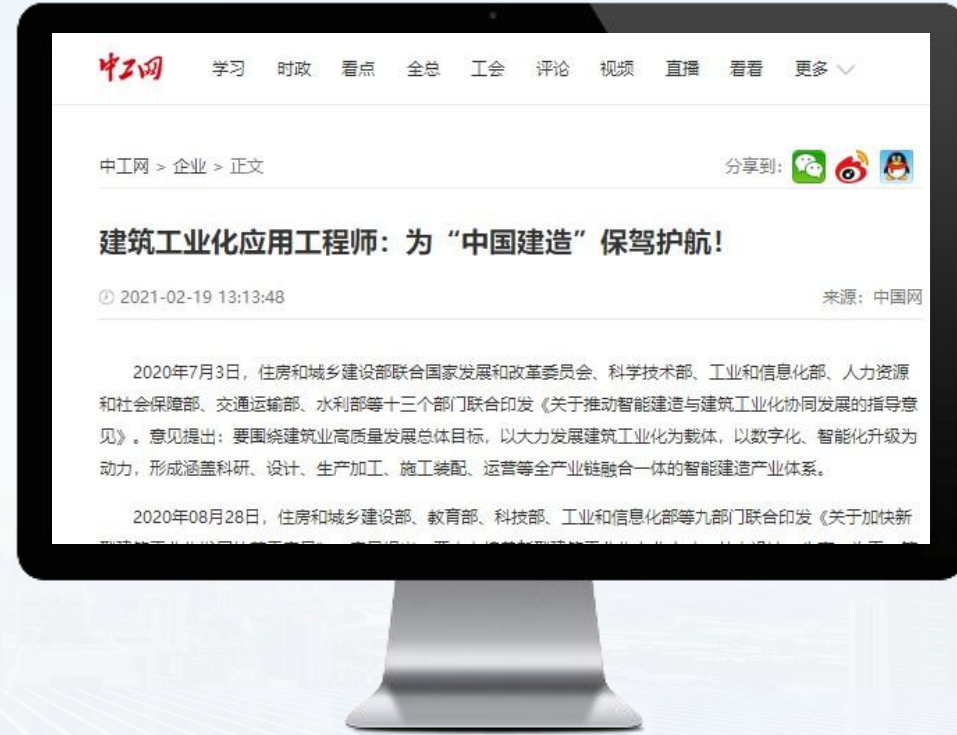 中工网 学习 时政 看点 全总 工会 评论 视频 直播 看看 更多
中工网 > 企业 > 正文 分享到:
建筑工业化应用工程师：为“中国建造”保驾护航！
2021-02-19 13:13:48 来源：中国网
2020年7月3日，住房和城乡建设部联合国家发展和改革委员会、科学技术部、工业和信息化部、人力资源
和社会保障部、交通运输部、水利部等十三个部门联合印发《关于推动智能建造与建筑工业化协同发展的指导意
见》。意见提出：要围绕建筑业高质量发展总体目标，以大力发展建筑工业化为载体，以数字化、智能化升级为
动力，形成涵盖科研、设计、生产加工、施工装配、运营等全产业链融合一体的智能建造产业体系。
2020年08月28日，住房和城乡建设部、教育部、科技部、工业和信息化部等九部门联合印发《关于加快新